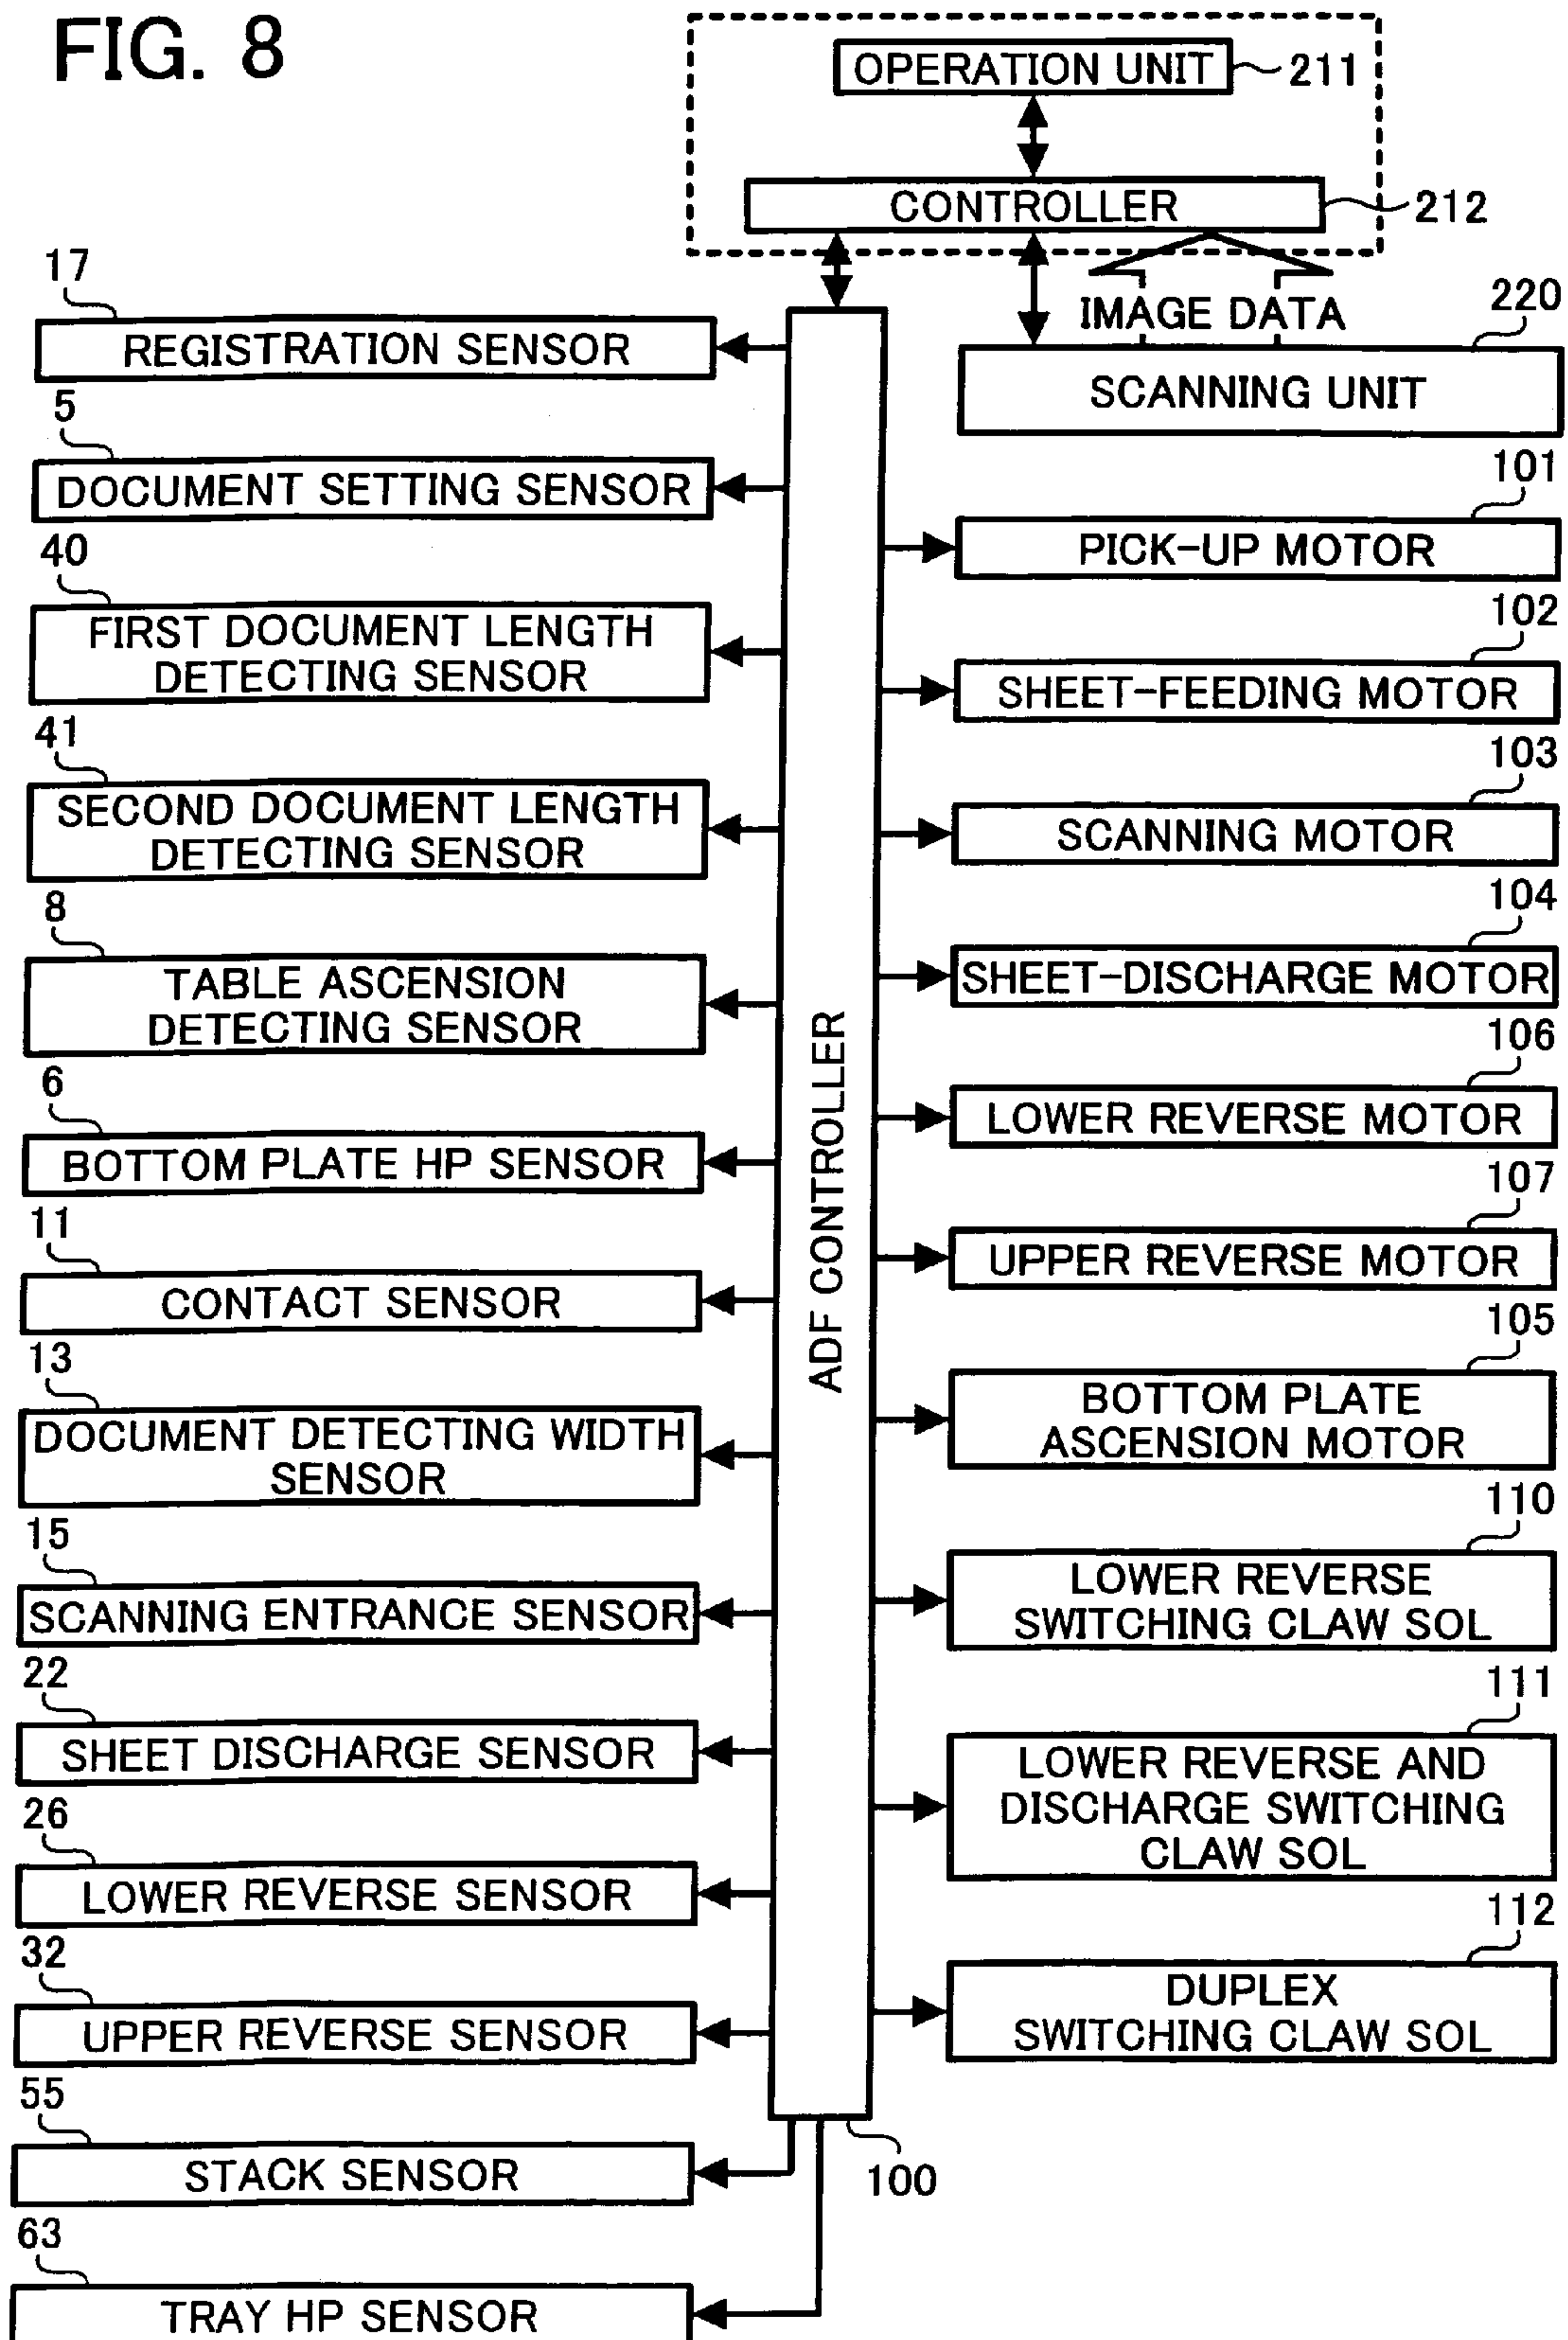 FIG. 8
OPERATION UNIT
211
CONTROLLER
212
IMAGE DATA
220
SCANNING UNIT
17
REGISTRATION SENSOR
5
DOCUMENT SETTING SENSOR
40
FIRST DOCUMENT LENGTH
DETECTING SENSOR
41
SECOND DOCUMENT LENGTH
DETECTING SENSOR
8
TABLE ASCENSION
DETECTING SENSOR
6
BOTTOM PLATE HP SENSOR
11
CONTACT SENSOR
13
DOCUMENT DETECTING WIDTH
SENSOR
15
SCANNING ENTRANCE SENSOR
22
SHEET DISCHARGE SENSOR
26
LOWER REVERSE SENSOR
32
UPPER REVERSE SENSOR
55
STACK SENSOR
63
TRAY HP SENSOR
ADF CONTROLLER
100
101
PICK-UP MOTOR
102
SHEET-FEEDING MOTOR
103
SCANNING MOTOR
104
SHEET-DISCHARGE MOTOR
106
LOWER REVERSE MOTOR
107
UPPER REVERSE MOTOR
105
BOTTOM PLATE
ASCENSION MOTOR
110
LOWER REVERSE
SWITCHING CLAW SOL
111
LOWER REVERSE AND
DISCHARGE SWITCHING
CLAW SOL
112
DUPLEX
SWITCHING CLAW SOL